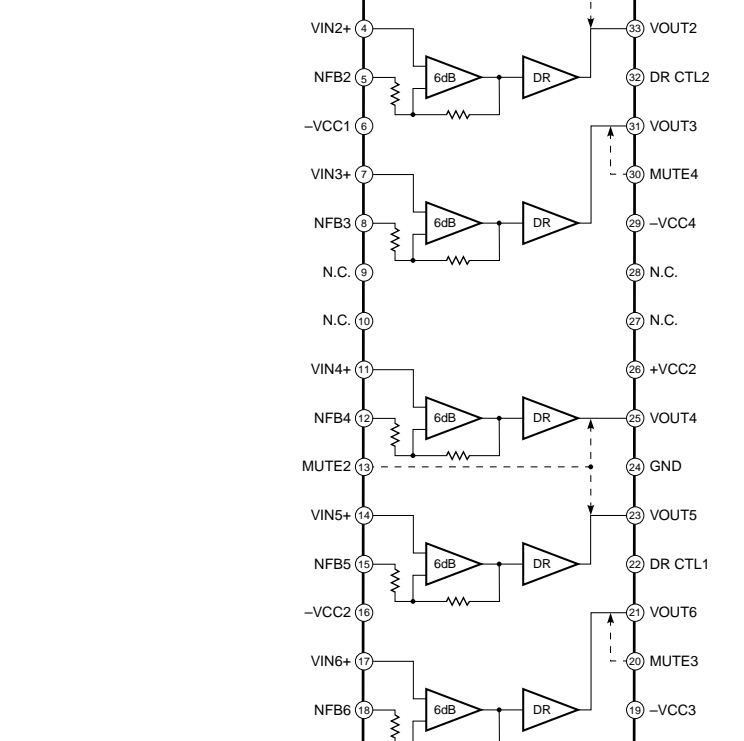 VIN2+ 4 33 VOUT2
NFB2 5 6dB DR 32 DR CTL2
–VCC1 6 31 VOUT3
VIN3+ 7 30 MUTE4
NFB3 8 6dB DR 29 –VCC4
N.C. 9 28 N.C.
N.C. 10 27 N.C.
VIN4+ 11 26 +VCC2
NFB4 12 6dB DR 25 VOUT4
MUTE2 13 24 GND
VIN5+ 14 23 VOUT5
NFB5 15 6dB DR 22 DR CTL1
–VCC2 16 21 VOUT6
VIN6+ 17 20 MUTE3
NFB6 18 6dB DR 19 –VCC3